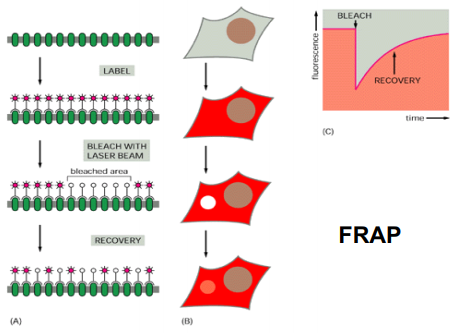 LABEL
BLEACH WITH
LASER BEAM
bleached area
RECOVERY
(A)
(B)
fluorescence
BLEACH
RECOVERY
time
(C)
FRAP